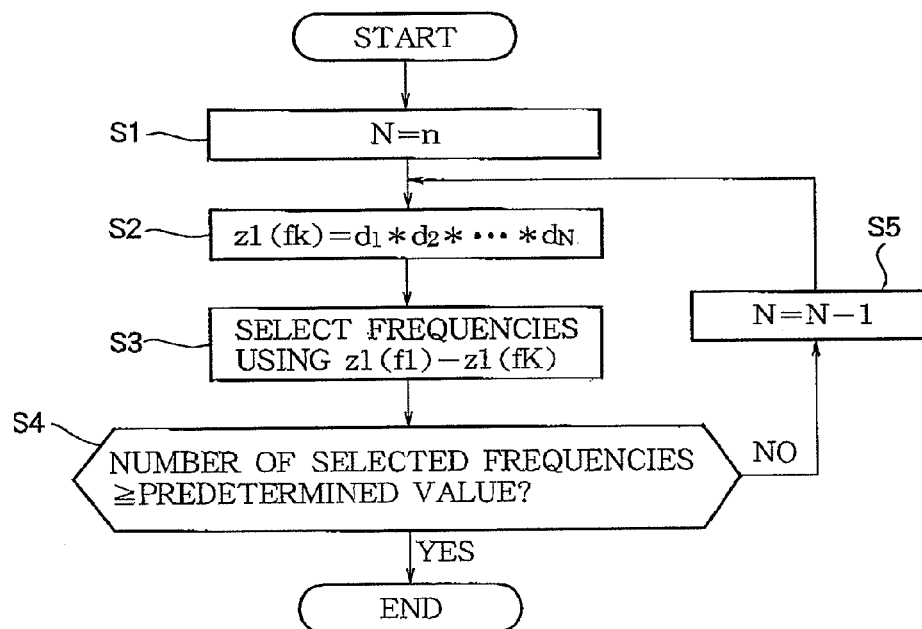 START
S1
N=n
S2
z1(fk)=d1*d2*···*dN
S5
N=N-1
S3
SELECT FREQUENCIES
USING z1(f1)-z1(fK)
S4
NUMBER OF SELECTED FREQUENCIES
≧PREDETERMINED VALUE?
NO
YES
END